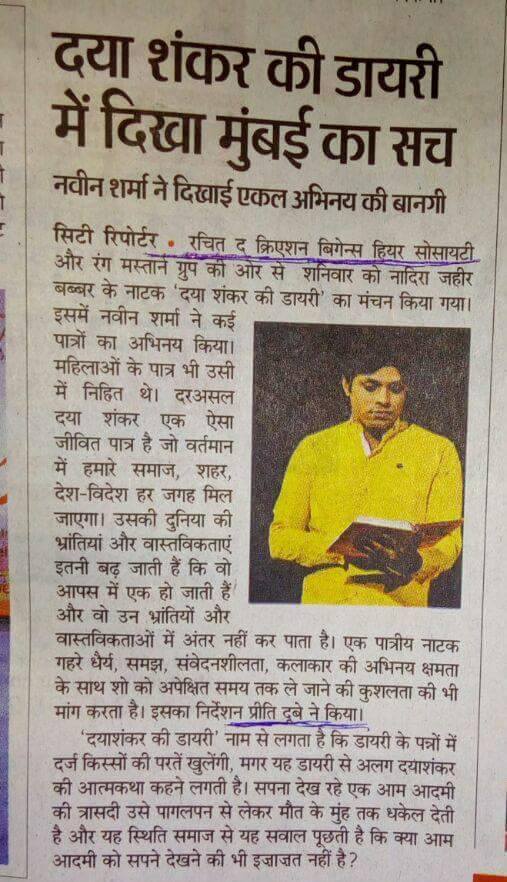 दया शंकर की डायरी
में दिखा मुंबई का सच
नवीन शर्मा ने दिखाई एकल अभिनय की बानगी
सिटी रिपोर्टर • रचित द क्रिएशन बिगेन्स हियर सोसायटी
और रंग मस्ताने ग्रुप की ओर से शनिवार को नादिरा जहीर
बब्बर के नाटक ‘दया शंकर की डायरी’ का मंचन किया गया।
इसमें नवीन शर्मा ने कई
पात्रों का अभिनय किया।
महिलाओं के पात्र भी उसी
में निहित थे। दरअसल
दया शंकर एक ऐसा
जीवित पात्र है जो वर्तमान
में हमारे समाज, शहर,
देश-विदेश हर जगह मिल
जाएगा। उसकी दुनिया की
भ्रांतियां और वास्तविकताएं
इतनी बढ़ जाती हैं कि वो
आपस में एक हो जाती हैं
और वो उन भ्रांतियों और
वास्तविकताओं में अंतर नहीं कर पाता है। एक पात्रीय नाटक
गहरे धैर्य, समझ, संवेदनशीलता, कलाकार की अभिनय क्षमता
के साथ शो को अपेक्षित समय तक ले जाने की कुशलता की भी
मांग करता है। इसका निर्देशन प्रीति दूबे ने किया।
‘दयाशंकर की डायरी’ नाम से लगता है कि डायरी के पन्नों में
दर्ज किस्सों की परतें खुलेंगी, मगर यह डायरी से अलग दयाशंकर
की आत्मकथा कहने लगती है। सपना देख रहे एक आम आदमी
की त्रासदी उसे पागलपन से लेकर मौत के मुंह तक धकेल देती
है और यह स्थिति समाज से यह सवाल पूछती है कि क्या आम
आदमी को सपने देखने की भी इजाजत नहीं है?